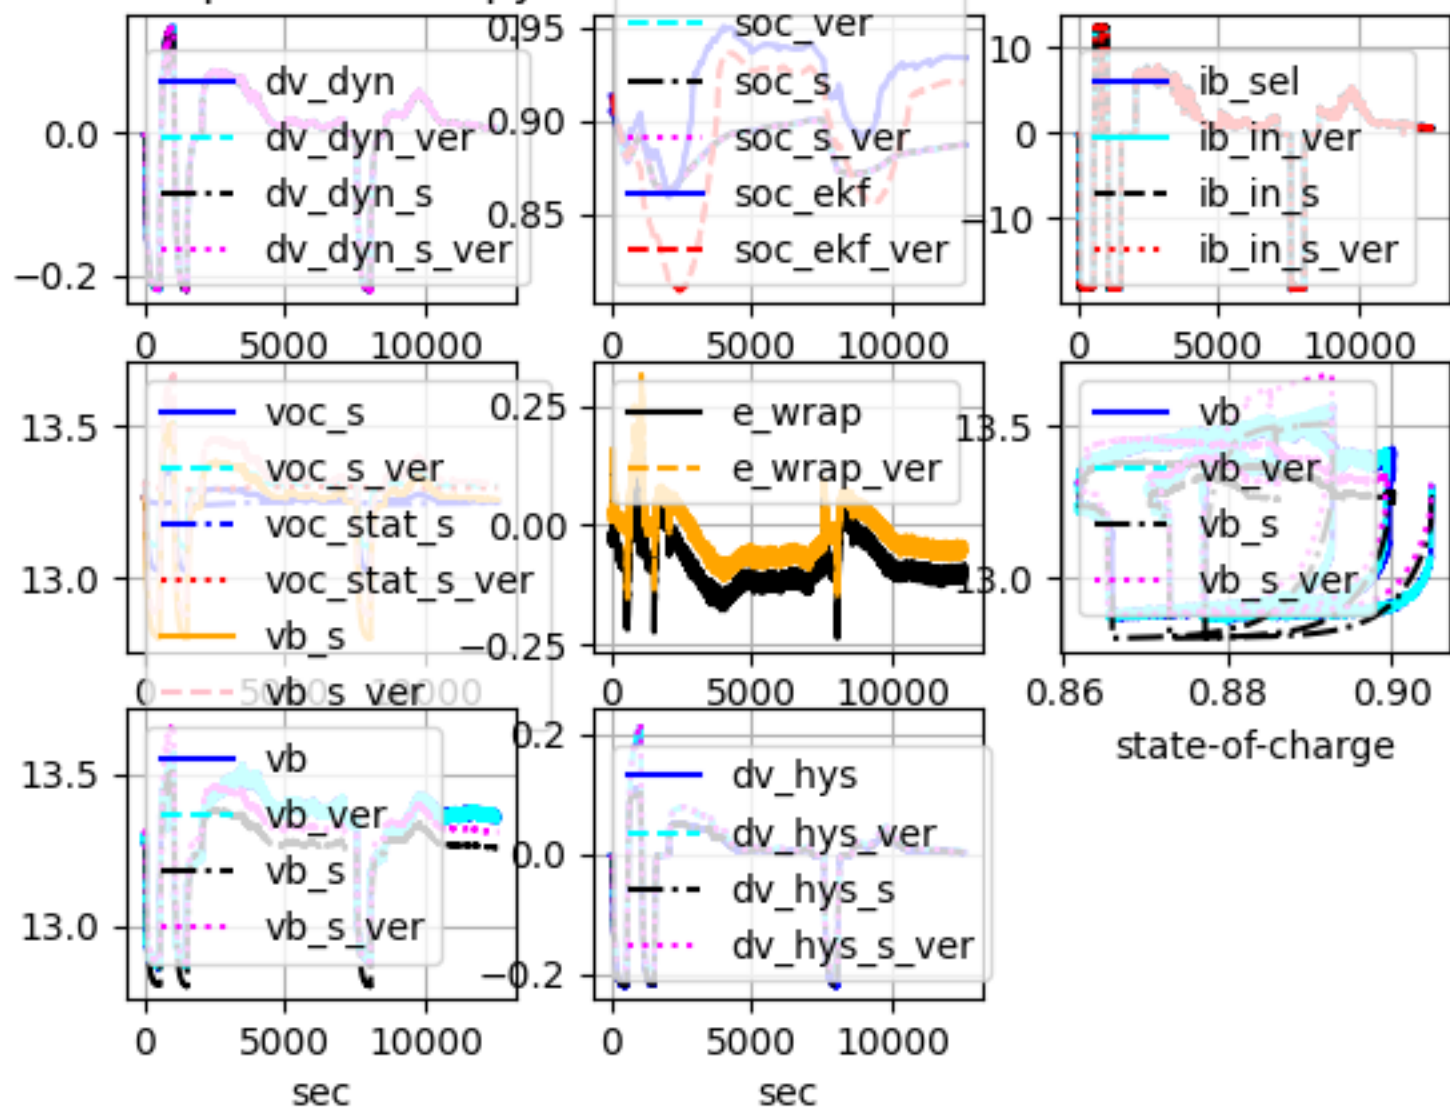 0.0
−0.2
dv_dyn
dv_dyn_ver
dv_dyn_s
dv_dyn_s_ver
0 5000 10000
0.95
0.90
0.85
soc_ver
soc_s
soc_s_ver
soc_ekf
soc_ekf_ver
0 5000 10000
10
0
−10
ib_sel
ib_in_ver
ib_in_s
ib_in_s_ver
0 5000 10000
13.5
13.0
voc_s
voc_s_ver
voc_stat_s
voc_stat_s_ver
vb_s
vb_s_ver
0 5000 10000
0.25
0.00
−0.25
e_wrap
e_wrap_ver
0 5000 10000
13.5
13.0
vb
vb_ver
vb_s
vb_s_ver
0.86 0.88 0.90
state-of-charge
13.5
13.0
vb
vb_ver
vb_s
vb_s_ver
0 5000 10000
sec
0.2
0.0
−0.2
dv_hys
dv_hys_ver
dv_hys_s
dv_hys_s_ver
0 5000 10000
sec